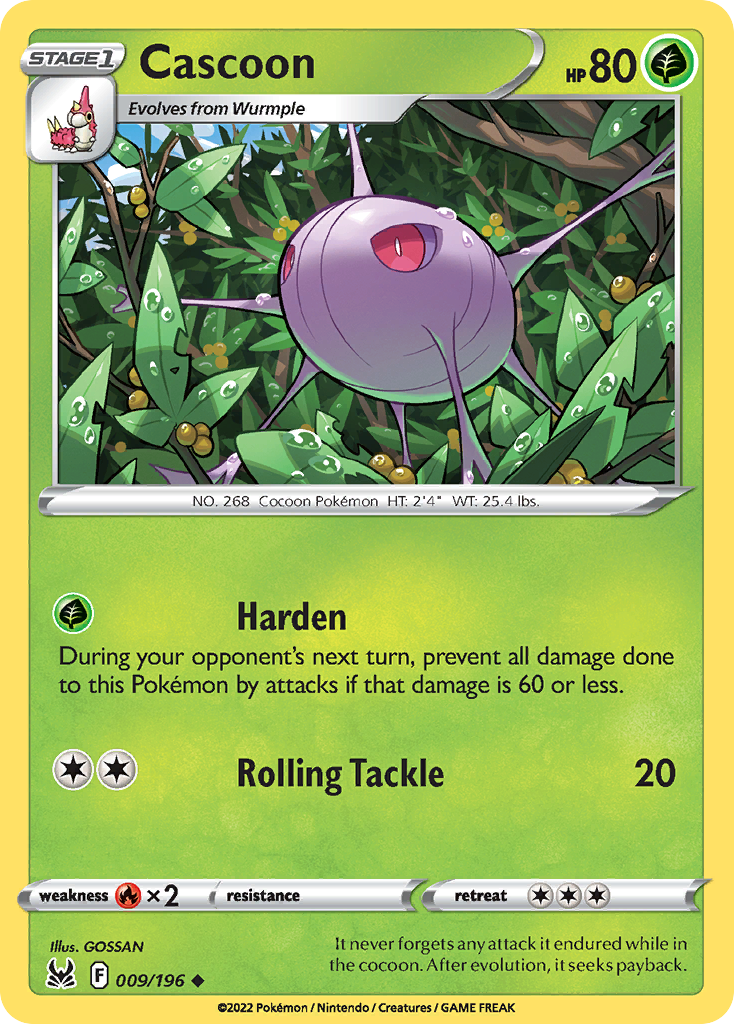 STAGE1
Cascoon
HP80
Evolves from Wurmple
NO. 268 Cocoon Pokémon HT: 2'4" WT: 25.4 lbs.
Harden
During your opponent's next turn, prevent all damage done
to this Pokémon by attacks if that damage is 60 or less.
Rolling Tackle 20
weakness ×2 resistance retreat
Illus. GOSSAN
It never forgets any attack it endured while in
the cocoon. After evolution, it seeks payback.
F 009/196
©2022 Pokémon / Nintendo / Creatures / GAME FREAK